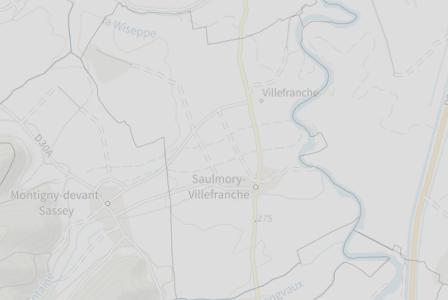 la Wiseppe
Villefranche
D30A
Saulmory-
Villefranche
Montigny-devant-
Sassey
275